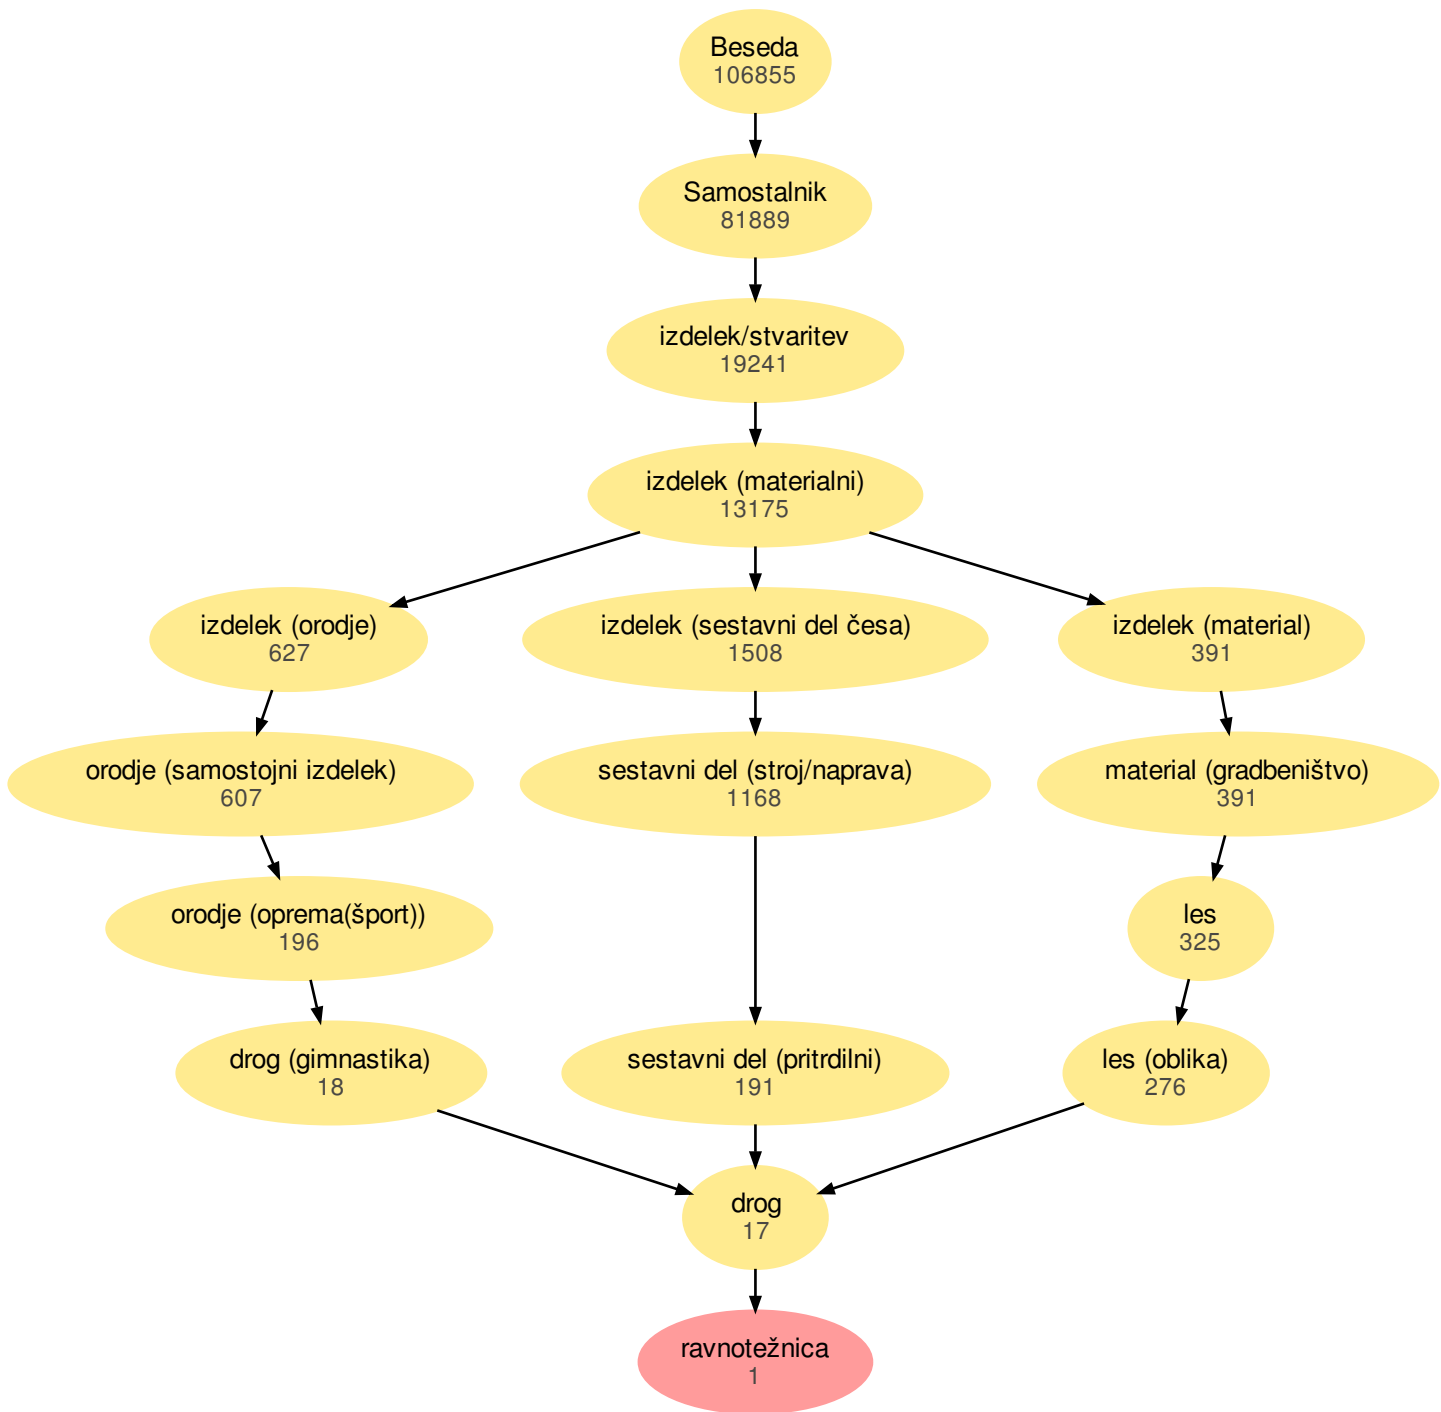 Beseda
106855
Samostalnik
81889
izdelek/stvaritev
19241
izdelek (materialni)
13175
izdelek (orodje)
627
izdelek (sestavni del česa)
1508
izdelek (material)
391
orodje (samostojni izdelek)
607
sestavni del (stroj/naprava)
1168
material (gradbeništvo)
391
orodje (oprema(šport))
196
les
325
drog (gimnastika)
18
sestavni del (pritrdilni)
191
les (oblika)
276
drog
17
ravnotežnica
1